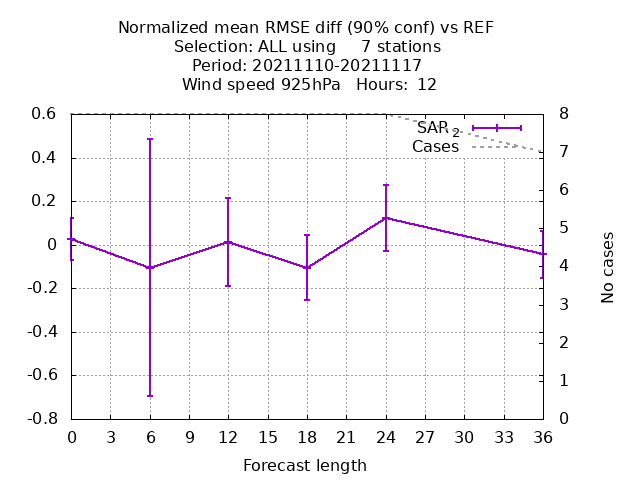 Normalized mean RMSE diff (90% conf) vs REF
Selection: ALL using 7 stations
Period: 20211110-20211117
Wind speed 925hPa Hours: 12
0.6
0.4
0.2
0
-0.2
-0.4
-0.6
-0.8
8
7
6
5
4
3
2
1
0
SAR 2
Cases
No cases
0 3 6 9 12 15 18 21 24 27 30 33 36
Forecast length